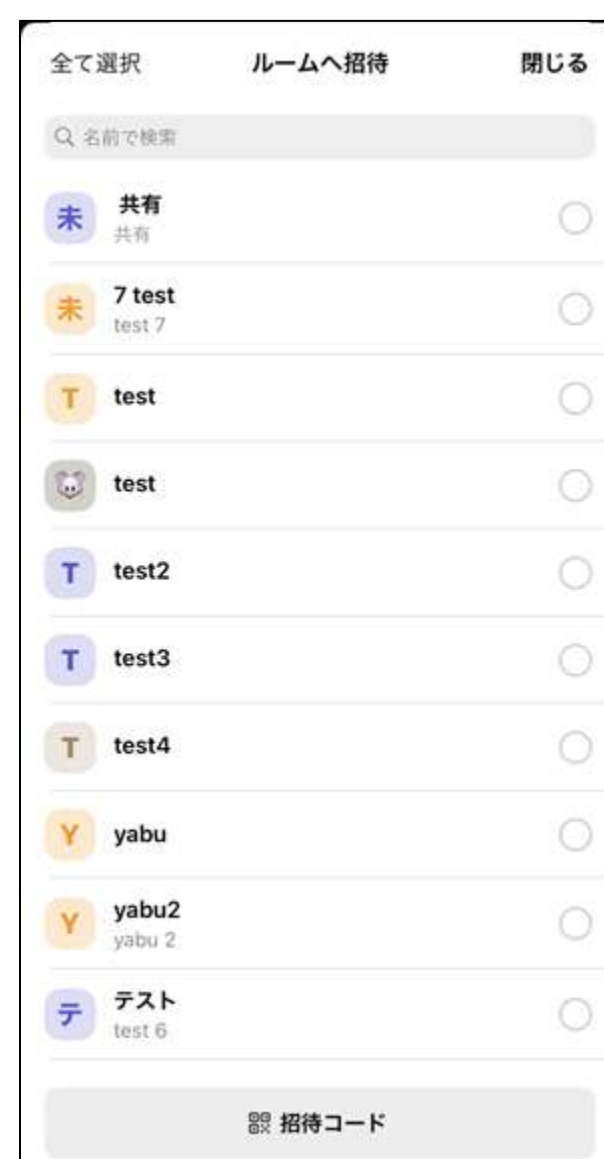 全て選択 ルームへ招待 閉じる
名前で検索
未 共有
共有
未 7 test
test 7
T test
test
T test2
T test3
T test4
Y yabu
Y yabu2
yabu 2
テ テスト
test 6
招待コード